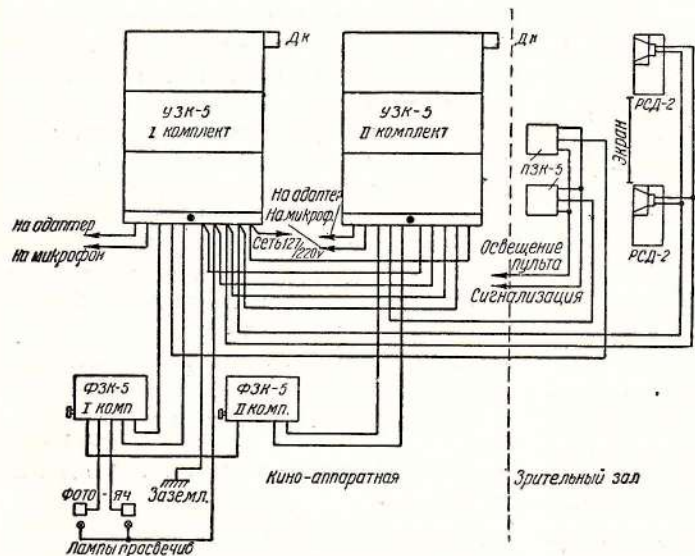 ДК
ДК
УЗК-5
I комплект
УЗК-5
II комплект
РСД-2
Экран
ПЗК-5
РСД-2
На адаптер
На микрофон
На адаптер
На микроф.
Сеть 127/220v
Освещение
пульта
Сигнализация
ФЗК-5
I комп
ФЗК-5
II комп.
Заземл.
Кино-аппаратная
Зрительный зал
Фото-яч
Лампы просвечив